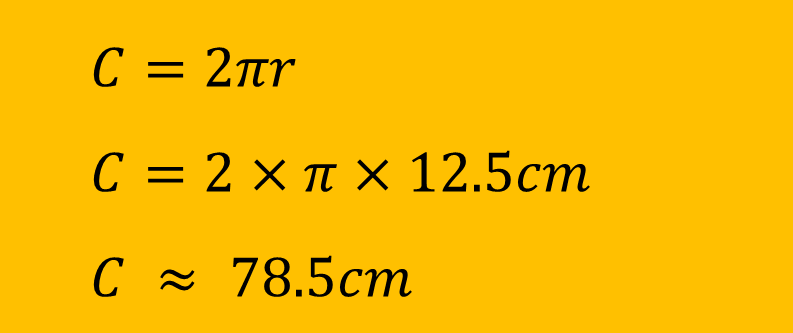 C = 2πr
C = 2 × π × 12.5cm
C ≈ 78.5cm